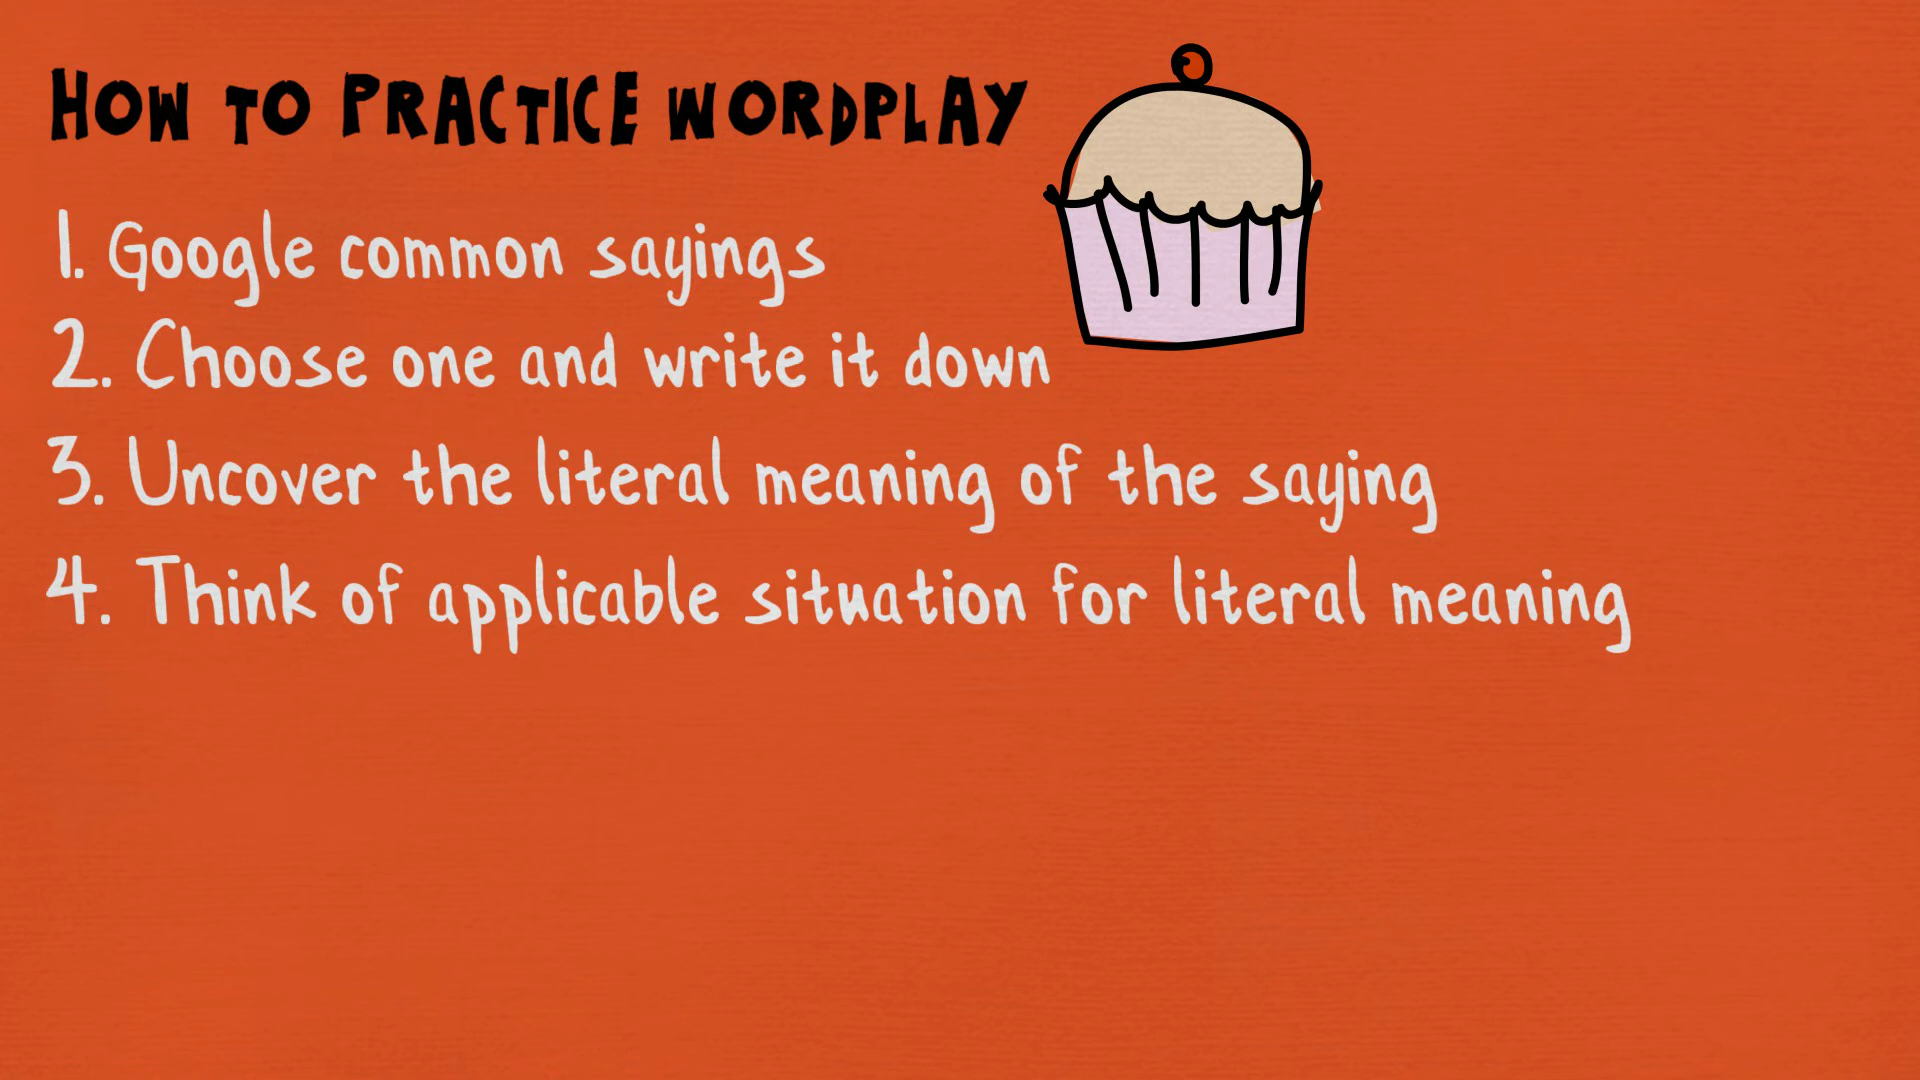 HOW TO PRACTICE WORDPLAY
1. Google common sayings
2. Choose one and write it down
3. Uncover the literal meaning of the saying
4. Think of applicable situation for literal meaning